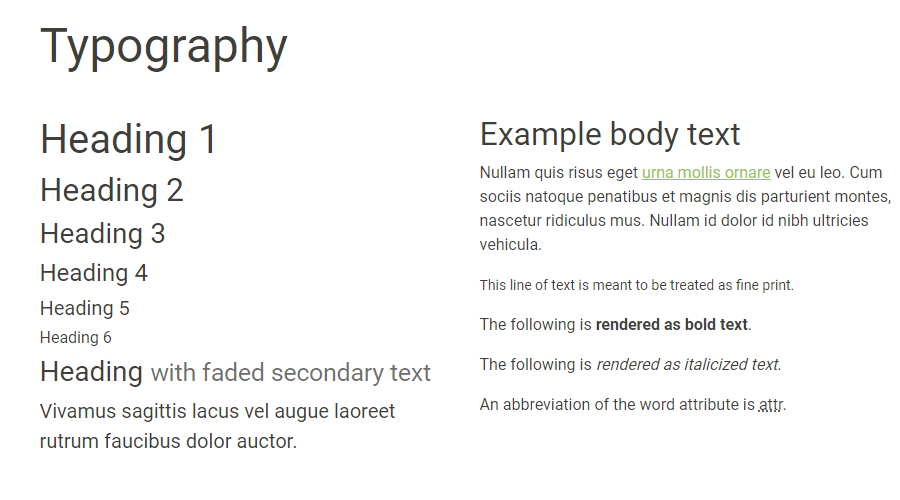 Typography
Heading 1
Heading 2
Heading 3
Heading 4
Heading 5
Heading 6
Heading with faded secondary text
Vivamus sagittis lacus vel augue laoreet
rutrum faucibus dolor auctor.
Example body text
Nullam quis risus eget urna mollis ornare vel eu leo. Cum
sociis natoque penatibus et magnis dis parturient montes,
nascetur ridiculus mus. Nullam id dolor id nibh ultricies
vehicula.
This line of text is meant to be treated as fine print.
The following is rendered as bold text.
The following is rendered as italicized text.
An abbreviation of the word attribute is attr.